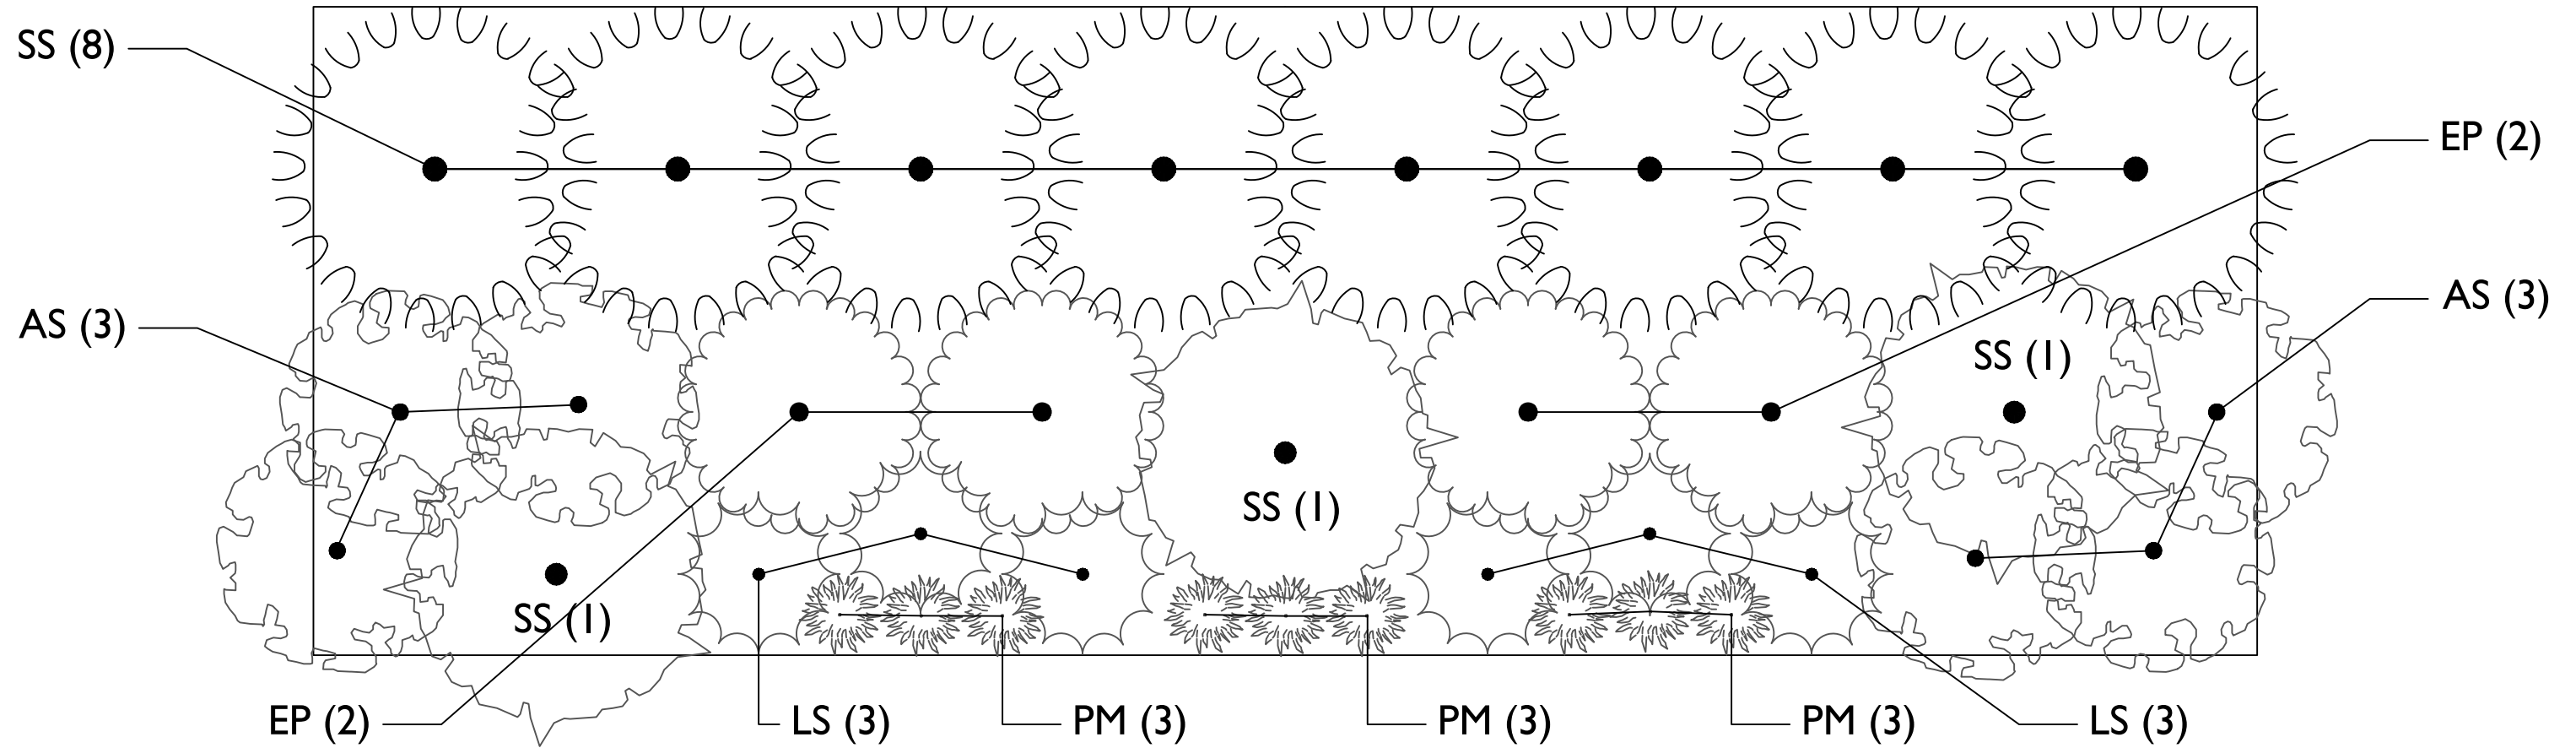 SS (8)
EP (2)
AS (3)
AS (3)
SS (1)
SS (1)
SS (1)
EP (2)
LS (3)
PM (3)
PM (3)
PM (3)
LS (3)